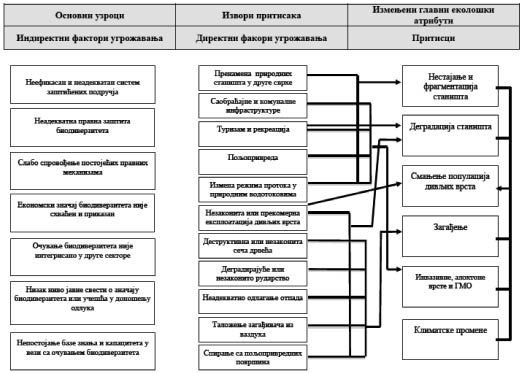 Основни узроци
Извори притисака
Измењени главни еколошки
атрибути
Индиректни фактори угрожавања
Директни факори угрожавања
Притисци
Неефикасан и неадекватан систем
заштићених подручја
Неадекватна правна заштита
биодиверзитета
Слабо спровођење постојећих правних
механизама
Економски значај биодиверзитета није
схваћен и приказан
Очување биодиверзитета није
интегрисано у друге секторе
Низак ниво јавне свести о значају
биодиверзитета или учешћа у доношењу
одлука
Непостојање базе знања и капацитета у
вези са очувањем биодиверзитета
Пренамена природних
станишта у друге сврхе
Саобраћајне и комуналне
инфраструктуре
Туризам и рекреација
Пољопривреда
Измена режима протока у
природним водотоковима
Незаконита или прекомерна
експлоатација дивљих врста
Деструктивна или незаконита
сеча дрвећа
Деградирајуће или
незаконито рударство
Неадекватно одлагање отпада
Таложење загађивача из
ваздуха
Спирање са пољопривредних
површина
Нестајање и
фрагментација
станишта
Деградација станишта
Смањење популација
дивљих врста
Загађење
Инвазивне, алохтоне
врсте и ГМО
Климатске промене